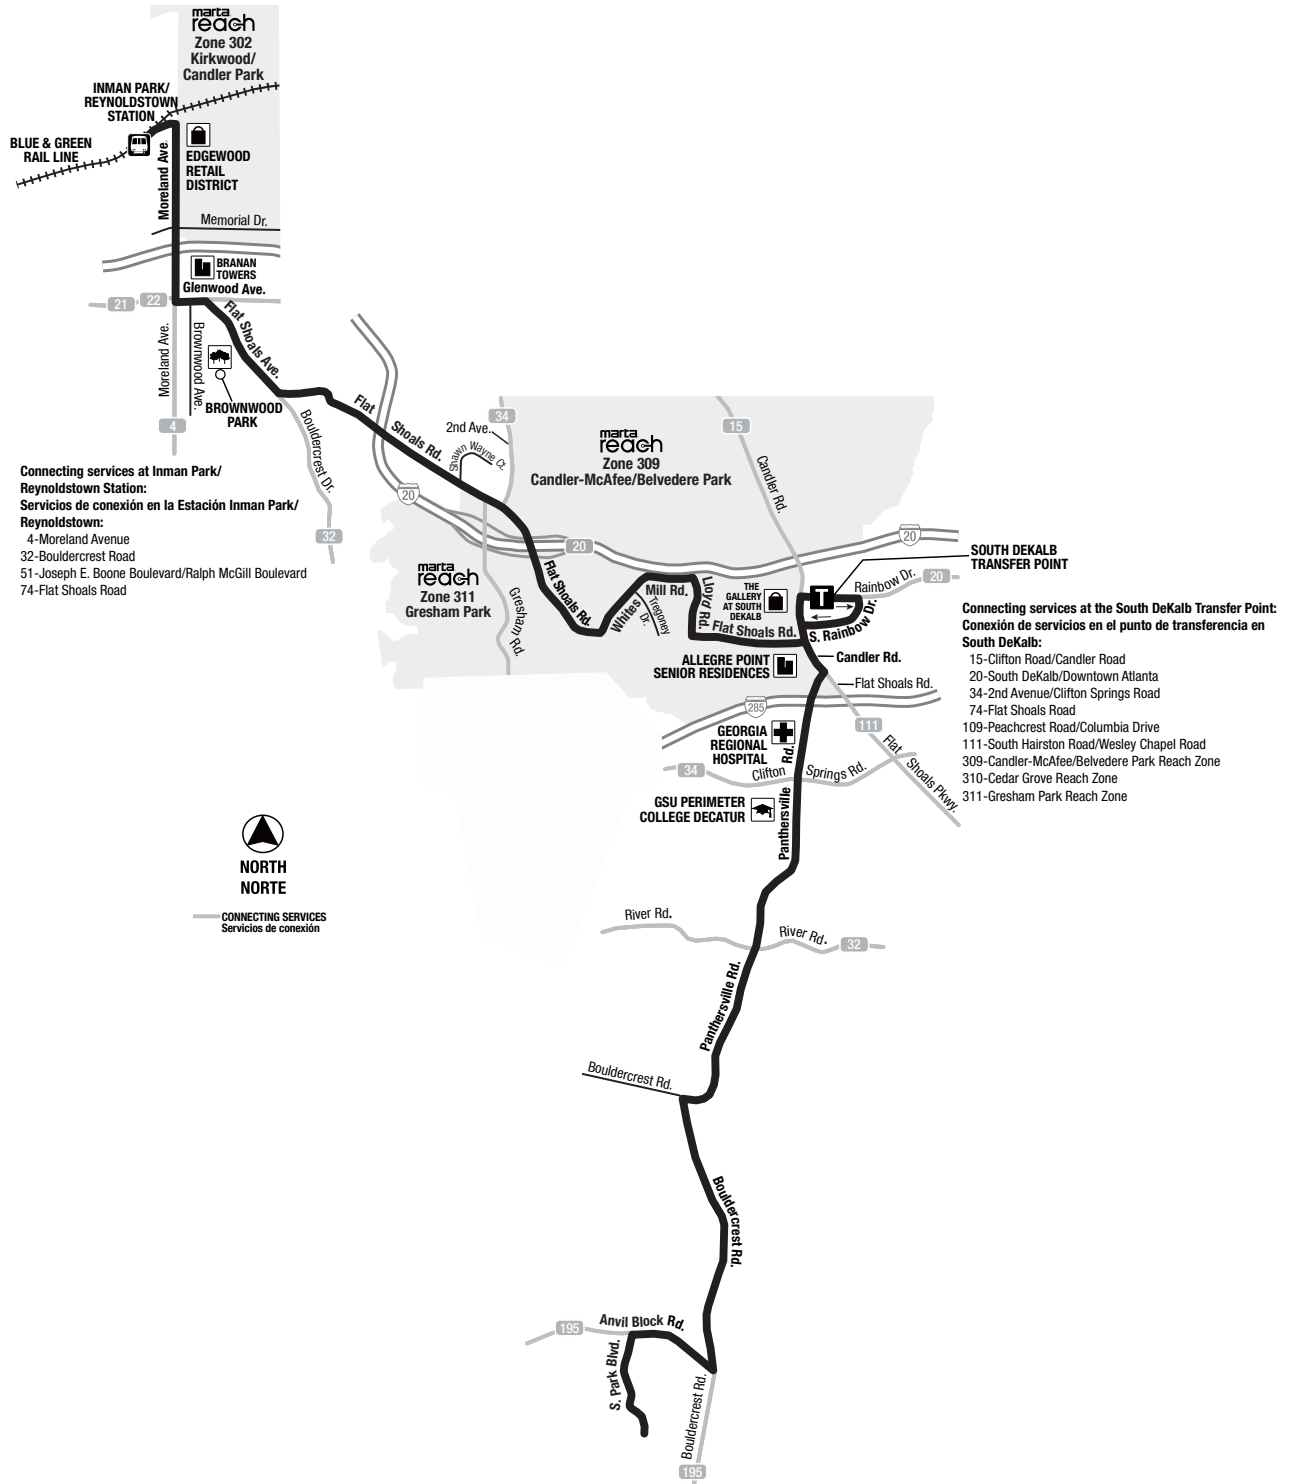 marta
reach
Zone 302
Kirkwood/
Candler Park
INMAN PARK/
REYNOLDSTOWN
STATION
BLUE & GREEN
RAIL LINE
Moreland Ave.
EDGEWOOD
RETAIL
DISTRICT
Memorial Dr.
BRANAN
TOWERS
Glenwood Ave.
21
22
Flat Shoals Ave.
Moreland Ave.
Brownwood Ave.
BROWNWOOD
PARK
4
Bouldercrest Dr.
32
Flat
Shoals Rd.
2nd Ave.
34
Shawn Wayne Ct.
20
15
Candler Rd.
marta
reach
Zone 309
Candler-McAfee/Belvedere Park
Connecting services at Inman Park/
Reynoldstown Station:
Servicios de conexión en la Estación Inman Park/
Reynoldstown:
4-Moreland Avenue
32-Bouldercrest Road
51-Joseph E. Boone Boulevard/Ralph McGill Boulevard
74-Flat Shoals Road
20
20
SOUTH DEKALB
TRANSFER POINT
marta
reach
Zone 311
Gresham Park
Gresham Rd.
Flat Shoals Rd.
Whites
Mill Rd.
Tregoney
Dr.
Lloyd Rd.
THE
GALLERY
AT SOUTH
DEKALB
T
Rainbow Dr.
20
S. Rainbow Dr.
Flat Shoals Rd.
ALLEGRE POINT
SENIOR RESIDENCES
Candler Rd.
Flat Shoals Rd.
Connecting services at the South DeKalb Transfer Point:
Conexión de servicios en el punto de transferencia en
South DeKalb:
15-Clifton Road/Candler Road
20-South DeKalb/Downtown Atlanta
34-2nd Avenue/Clifton Springs Road
74-Flat Shoals Road
109-Peachcrest Road/Columbia Drive
111-South Hairston Road/Wesley Chapel Road
309-Candler-McAfee/Belvedere Park Reach Zone
310-Cedar Grove Reach Zone
311-Gresham Park Reach Zone
285
111
Flat Shoals Pkwy.
GEORGIA
REGIONAL
HOSPITAL
34
Clifton Springs Rd.
GSU PERIMETER
COLLEGE DECATUR
Panthersville Rd.
NORTH
NORTE
CONNECTING SERVICES
Servicios de conexión
River Rd.
River Rd.
32
Panthersville Rd.
Bouldercrest Rd.
Bouldercrest Rd.
195
Anvil Block Rd.
S. Park Blvd.
Bouldercrest Rd.
195